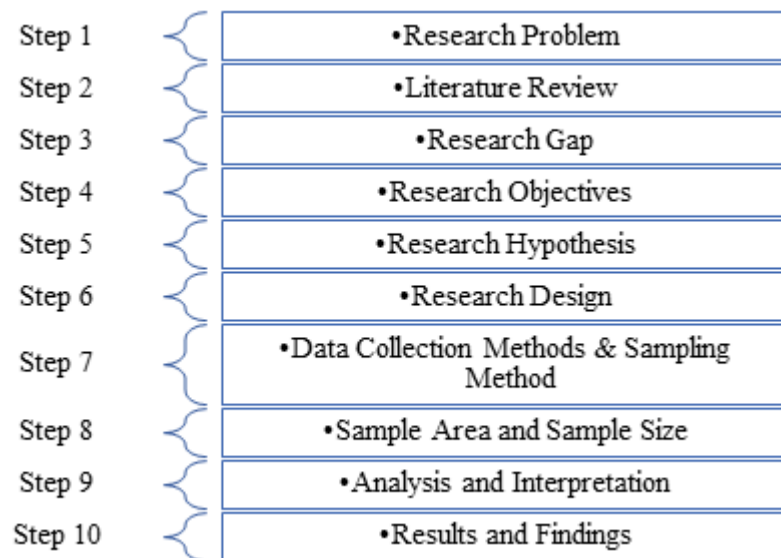 Step 1 •Research Problem
Step 2 •Literature Review
Step 3 •Research Gap
Step 4 •Research Objectives
Step 5 •Research Hypothesis
Step 6 •Research Design
Step 7 •Data Collection Methods & Sampling
Method
Step 8 •Sample Area and Sample Size
Step 9 •Analysis and Interpretation
Step 10 •Results and Findings